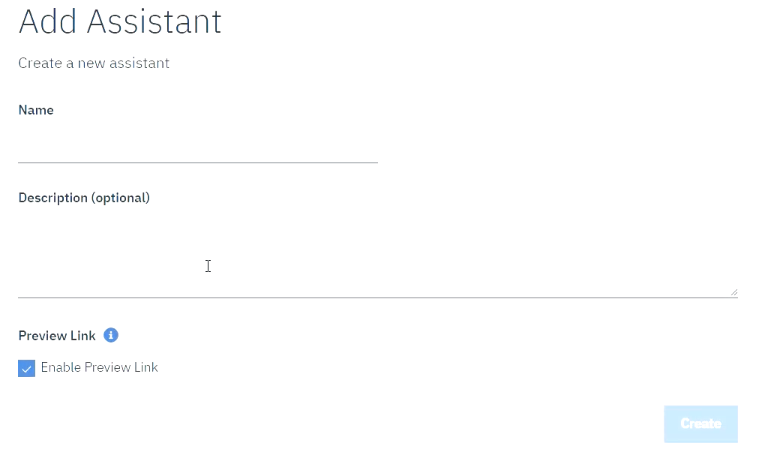 Add Assistant
Create a new assistant
Name
Description (optional)
Preview Link
Enable Preview Link
Create